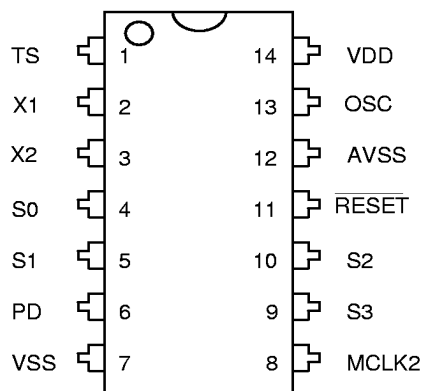 TS 1 14 VDD
X1 2 13 OSC
X2 3 12 AVSS
S0 4 11 RESET
S1 5 10 S2
PD 6 9 S3
VSS 7 8 MCLK2